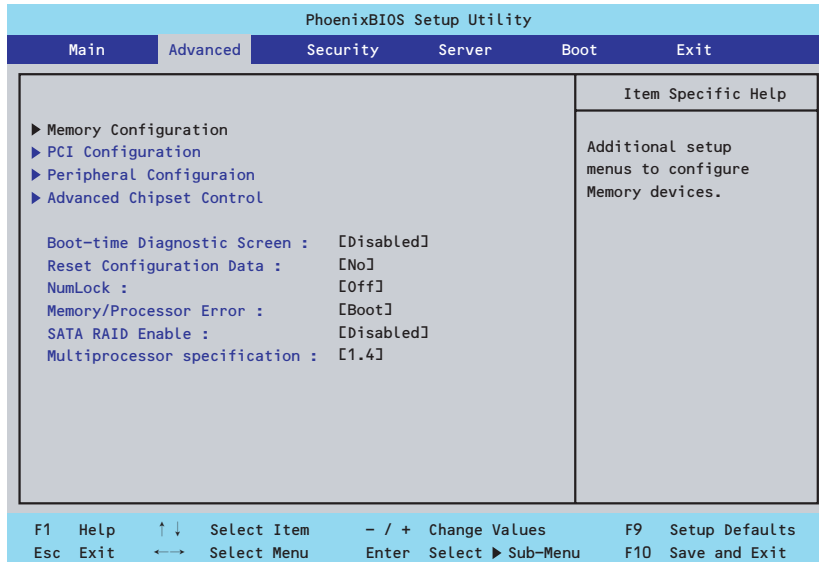 PhoenixBIOS Setup Utility
Main Advanced Security Server Boot Exit
Item Specific Help
▶ Memory Configuration
▶ PCI Configuration
▶ Peripheral Configuraion
▶ Advanced Chipset Control
Additional setup
menus to configure
Memory devices.
Boot-time Diagnostic Screen : [Disabled]
Reset Configuration Data : [No]
NumLock : [Off]
Memory/Processor Error : [Boot]
SATA RAID Enable : [Disabled]
Multiprocessor specification : [1.4]
F1 Help ↑↓ Select Item - / + Change Values F9 Setup Defaults
Esc Exit ←→ Select Menu Enter Select ▶ Sub-Menu F10 Save and Exit